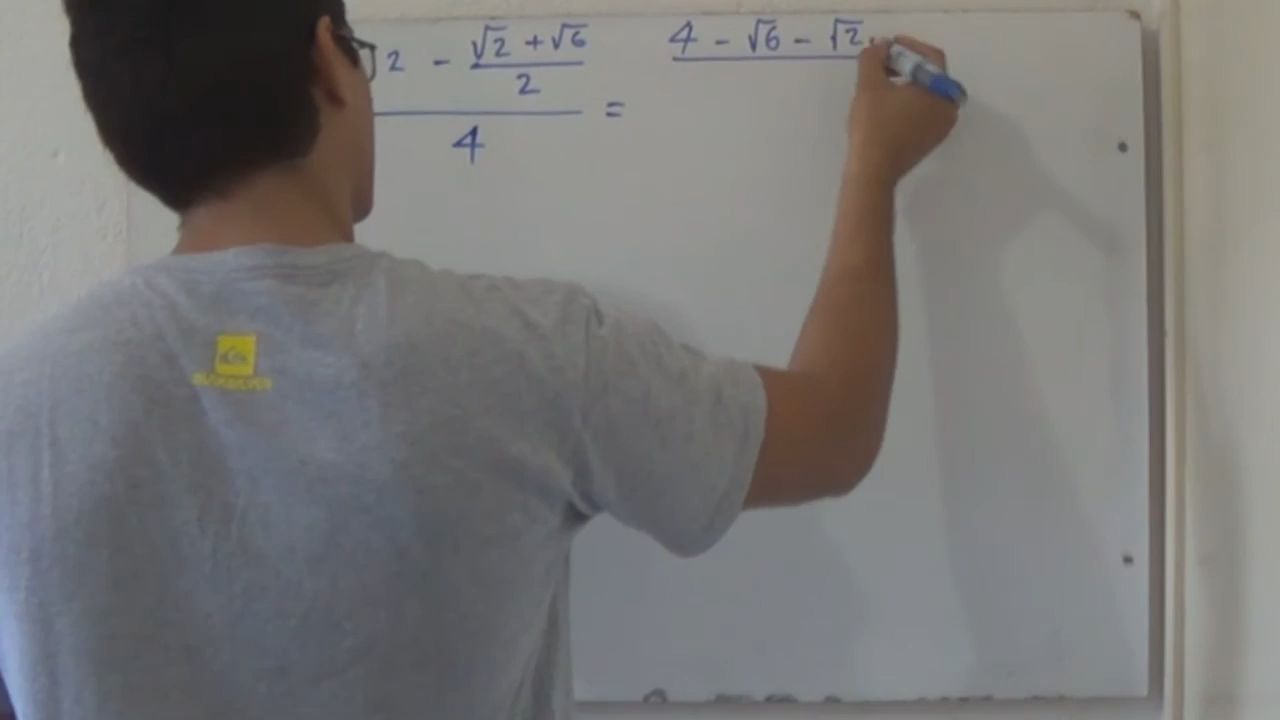 2 - (√2 + √6)/2
4 - √6 - √2
=
4